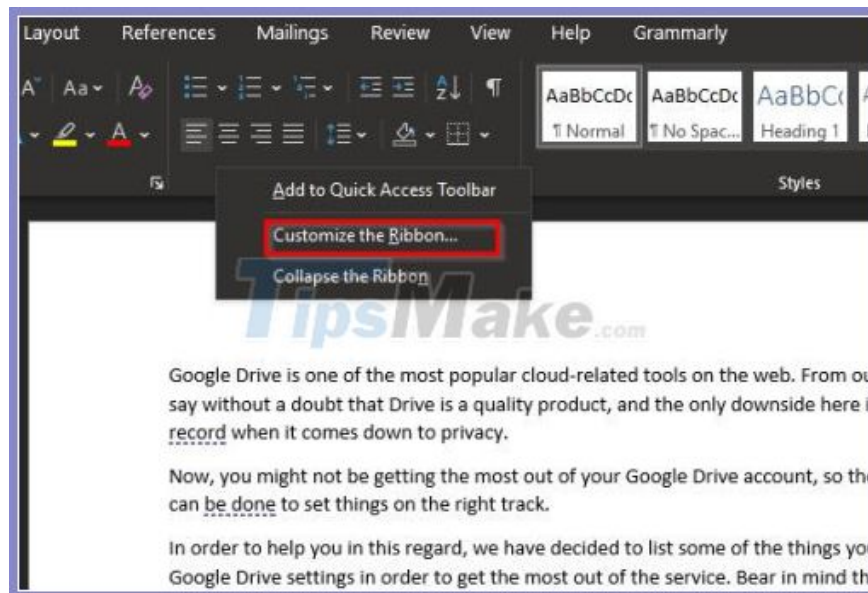 Layout References Mailings Review View Help Grammarly
A Aa A
A
AaBbCcDc AaBbCcDc AaBbC
¶ Normal ¶ No Spac... Heading 1
Styles
Add to Quick Access Toolbar
Customize the Ribbon...
Collapse the Ribbon
TipsMake.com
Google Drive is one of the most popular cloud-related tools on the web. From
say without a doubt that Drive is a quality product, and the only downside here
record when it comes down to privacy.
Now, you might not be getting the most out of your Google Drive account, so
can be done to set things on the right track.
In order to help you in this regard, we have decided to list some of the things
Google Drive settings in order to get the most out of the service. Bear in mind